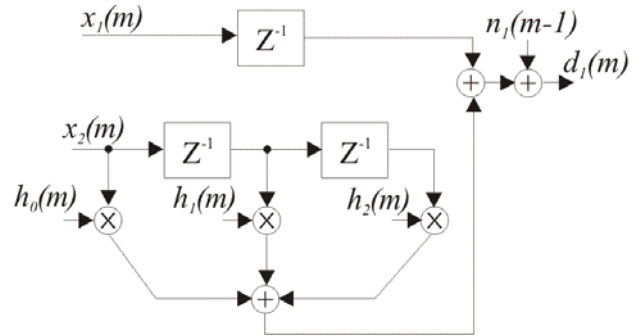 x₁(m)
Z⁻¹
n₁(m-1)
+
+
d₁(m)
x₂(m)
Z⁻¹
Z⁻¹
h₀(m)
X
h₁(m)
X
h₂(m)
X
+